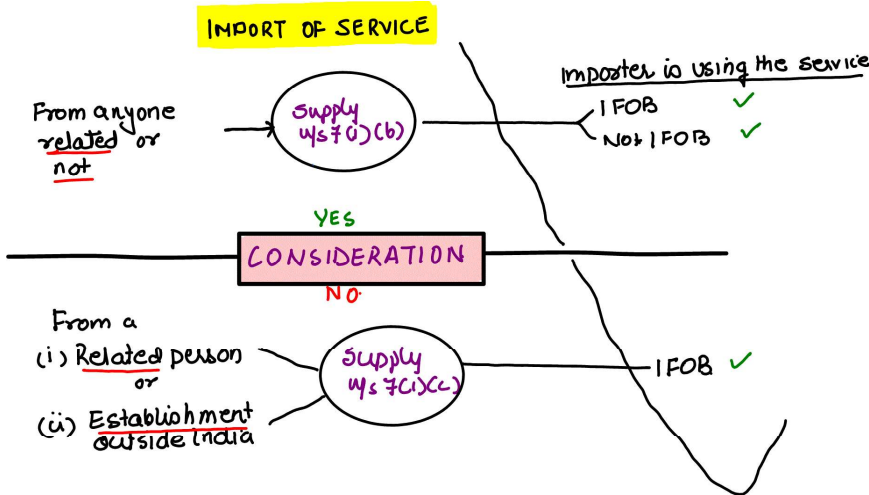 IMPORT OF SERVICE
Importer is using the service
From anyone
related or
not
Supply
u/s 7(1)(b)
IFOB
Not IFOB
YES
CONSIDERATION
NO.
From a
(i) Related person
or
(ii) Establishment
outside India
Supply
u/s 7(1)(c)
IFOB